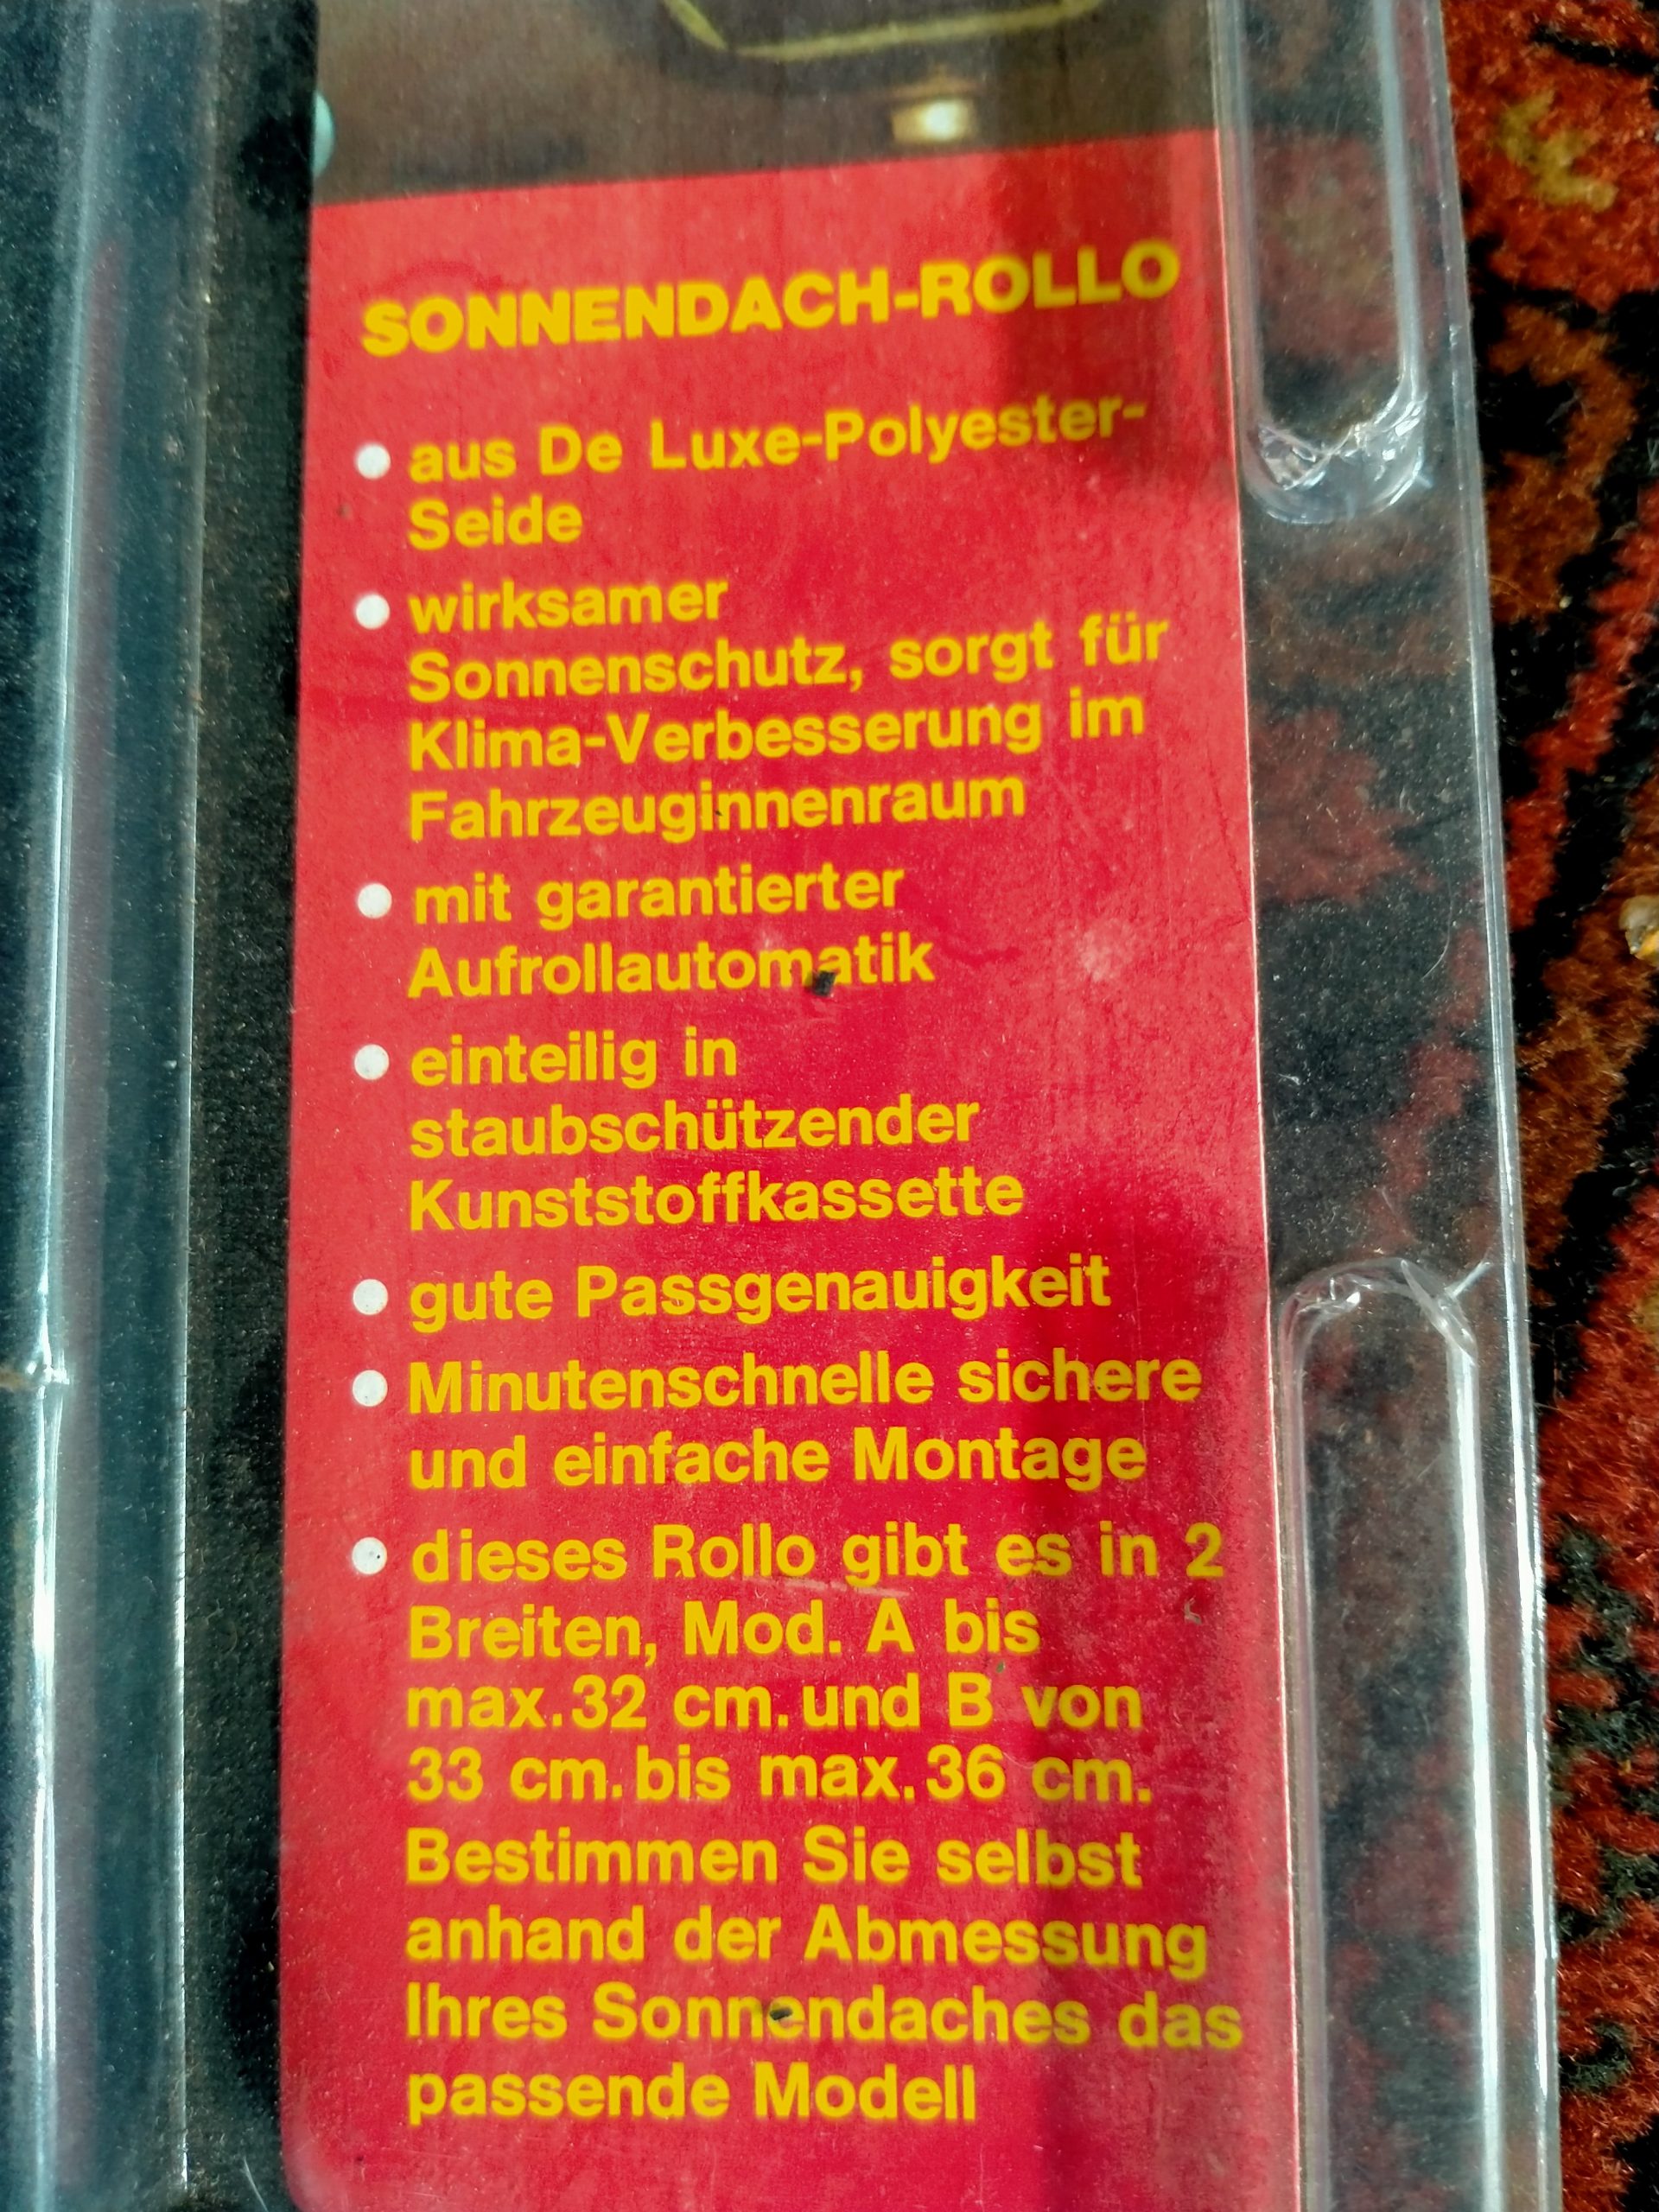 SONNENDACH-ROLLO
● aus De Luxe-Polyester-
Seide
● wirksamer
Sonnenschutz, sorgt für
Klima-Verbesserung im
Fahrzeuginnenraum
● mit garantierter
Aufrollautomatik
● einteilig in
staubschützender
Kunststoffkassette
● gute Passgenauigkeit
● Minutenschnelle sichere
und einfache Montage
● dieses Rollo gibt es in 2
Breiten, Mod. A bis
max.32 cm.und B von
33 cm.bis max.36 cm.
Bestimmen Sie selbst
anhand der Abmessung
Ihres Sonnendaches das
passende Modell